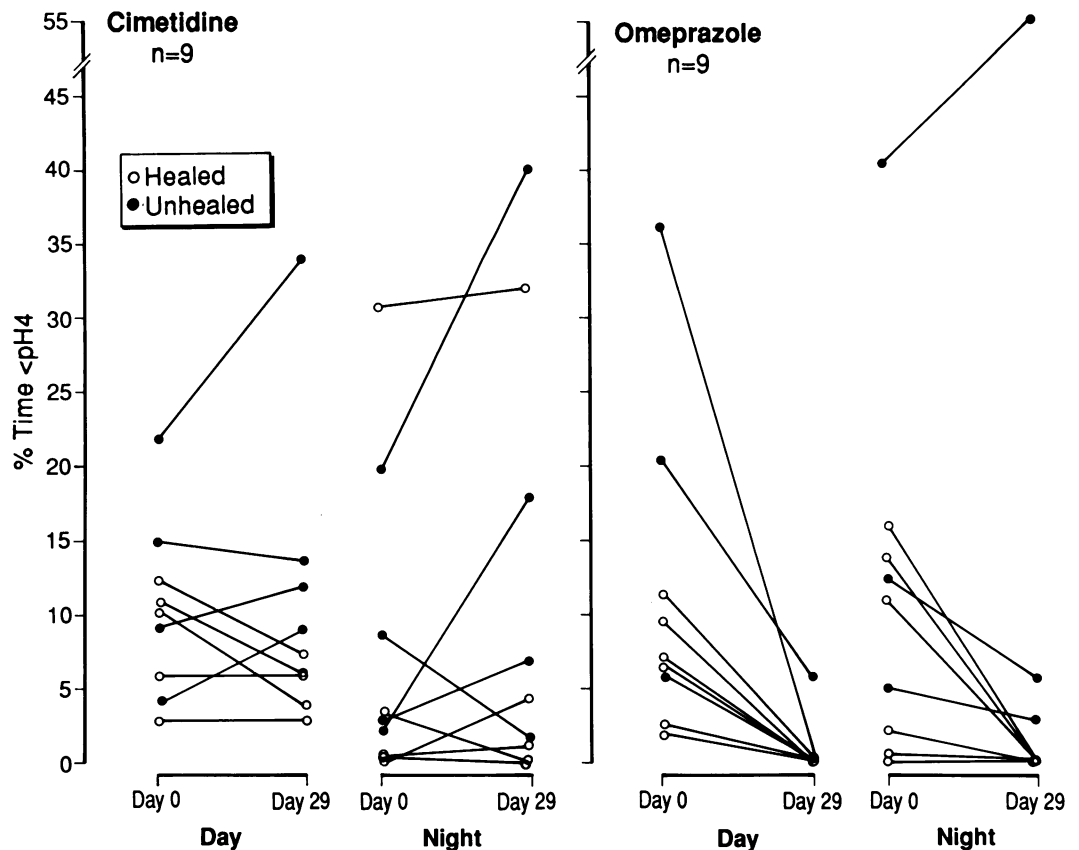 Cimetidine
n=9
Omeprazole
n=9
Healed
Unhealed
% Time <pH4
55
45
40
35
30
25
20
15
10
5
0
Day 0 Day 29 Day 0 Day 29 Day 0 Day 29 Day 0 Day 29
Day Night Day Night